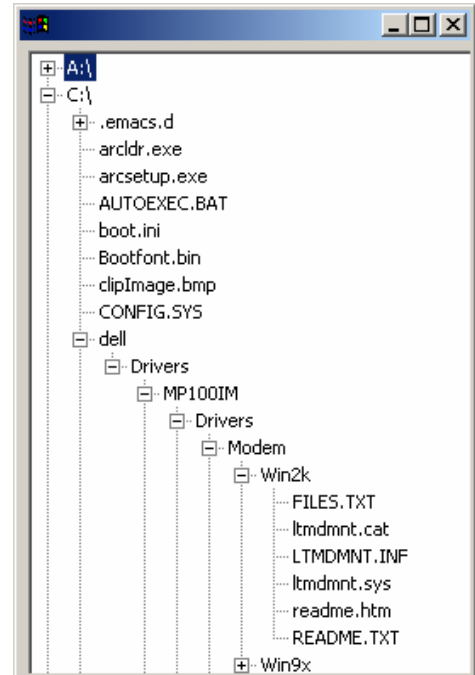 A:\
C:\
.emacs.d
arcldr.exe
arcsetup.exe
AUTOEXEC.BAT
boot.ini
Bootfont.bin
clipImage.bmp
CONFIG.SYS
dell
Drivers
MP100IM
Drivers
Modem
Win2k
FILES.TXT
ltmdmnt.cat
LTMDMNT.INF
ltmdmnt.sys
readme.htm
README.TXT
Win9x